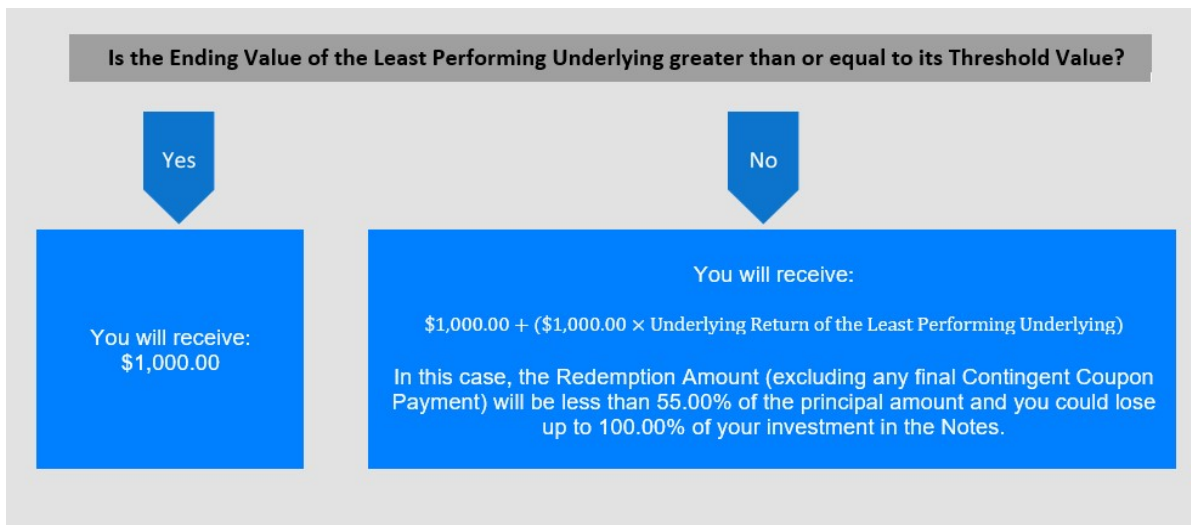 Is the Ending Value of the Least Performing Underlying greater than or equal to its Threshold Value?
Yes
No
You will receive:
$1,000.00
You will receive:
$1,000.00 + ($1,000.00 × Underlying Return of the Least Performing Underlying)
In this case, the Redemption Amount (excluding any final Contingent Coupon
Payment) will be less than 55.00% of the principal amount and you could lose
up to 100.00% of your investment in the Notes.